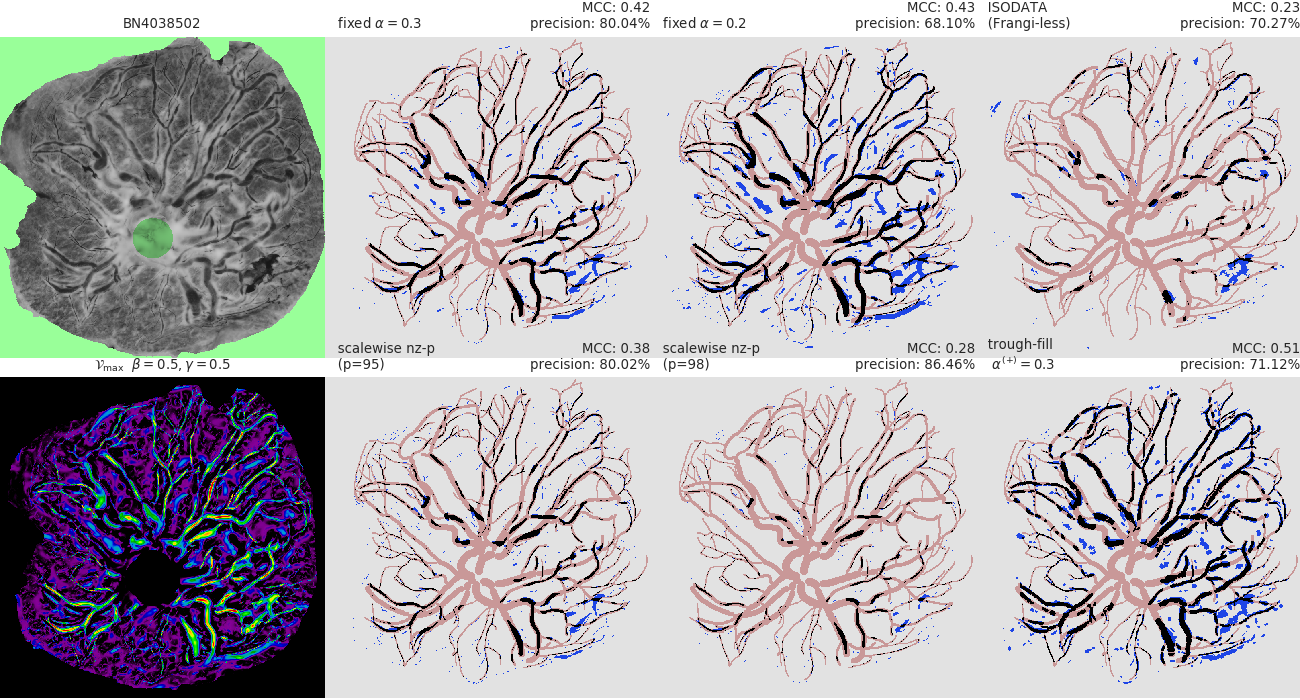 BN4038502
fixed α = 0.3
MCC: 0.42
precision: 80.04%
fixed α = 0.2
MCC: 0.43
precision: 68.10%
ISODATA
(Frangi-less)
MCC: 0.23
precision: 70.27%
𝒱max β = 0.5, γ = 0.5
scalewise nz-p
(p=95)
MCC: 0.38
precision: 80.02%
scalewise nz-p
(p=98)
MCC: 0.28
precision: 86.46%
trough-fill
α(+) = 0.3
MCC: 0.51
precision: 71.12%